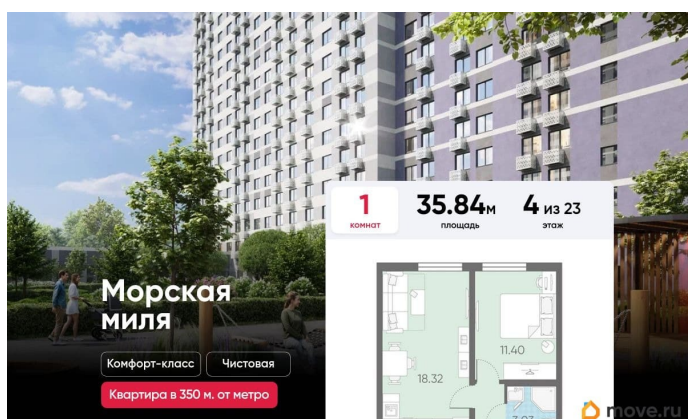 1
комнат
35.84м
площадь
4 из 23
этаж
Морская
миля
Комфорт-класс
Чистовая
Квартира в 350 м. от метро
11.40
18.32
move.ru